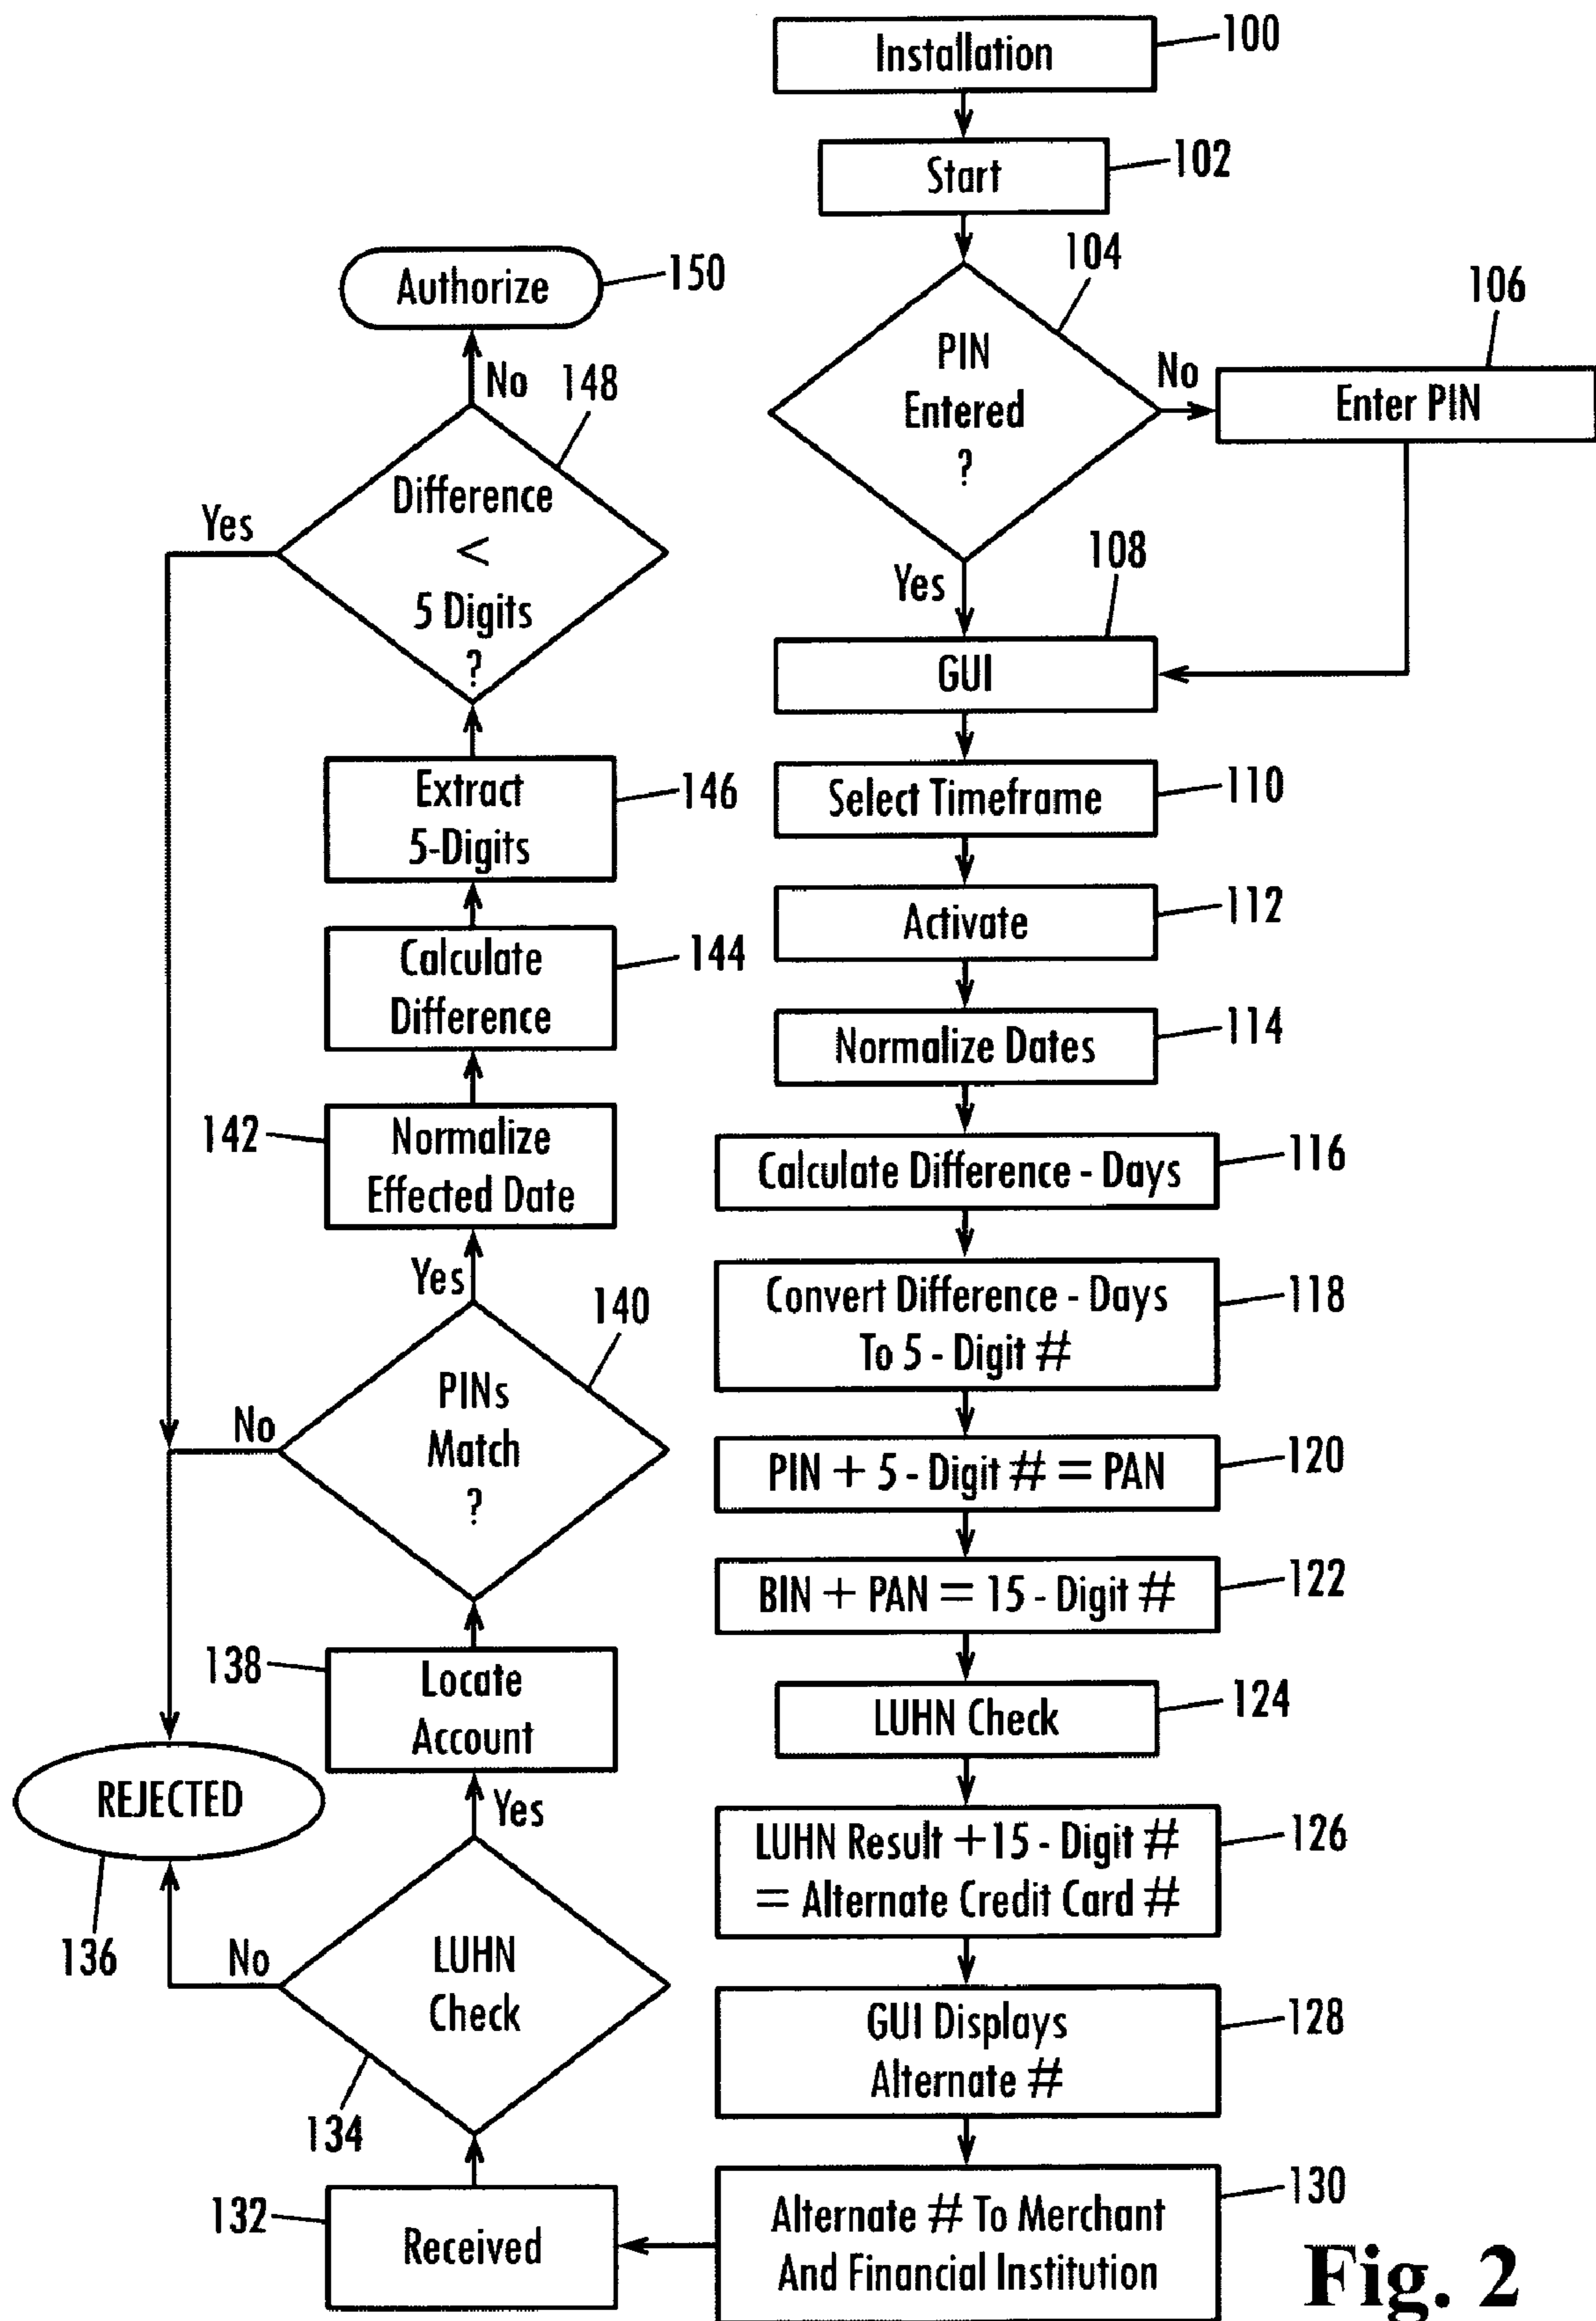 Installation
100
Start
102
104
PIN
Entered
?
No
106
Enter PIN
Yes
108
GUI
Select Timeframe
110
Activate
112
Normalize Dates
114
Calculate Difference - Days
116
Convert Difference - Days
To 5 - Digit #
118
PIN + 5 - Digit # = PAN
120
BIN + PAN = 15 - Digit #
122
LUHN Check
124
LUHN Result +15 - Digit #
= Alternate Credit Card #
126
GUI Displays
Alternate #
128
Alternate # To Merchant
And Financial Institution
130
Received
132
LUHN
Check
134
No
Yes
REJECTED
136
Locate
Account
138
PINs
Match
?
140
No
Yes
Normalize
Effected Date
142
Calculate
Difference
144
Extract
5-Digits
146
Difference
<
5 Digits
?
148
Yes
No
Authorize
150
Fig. 2